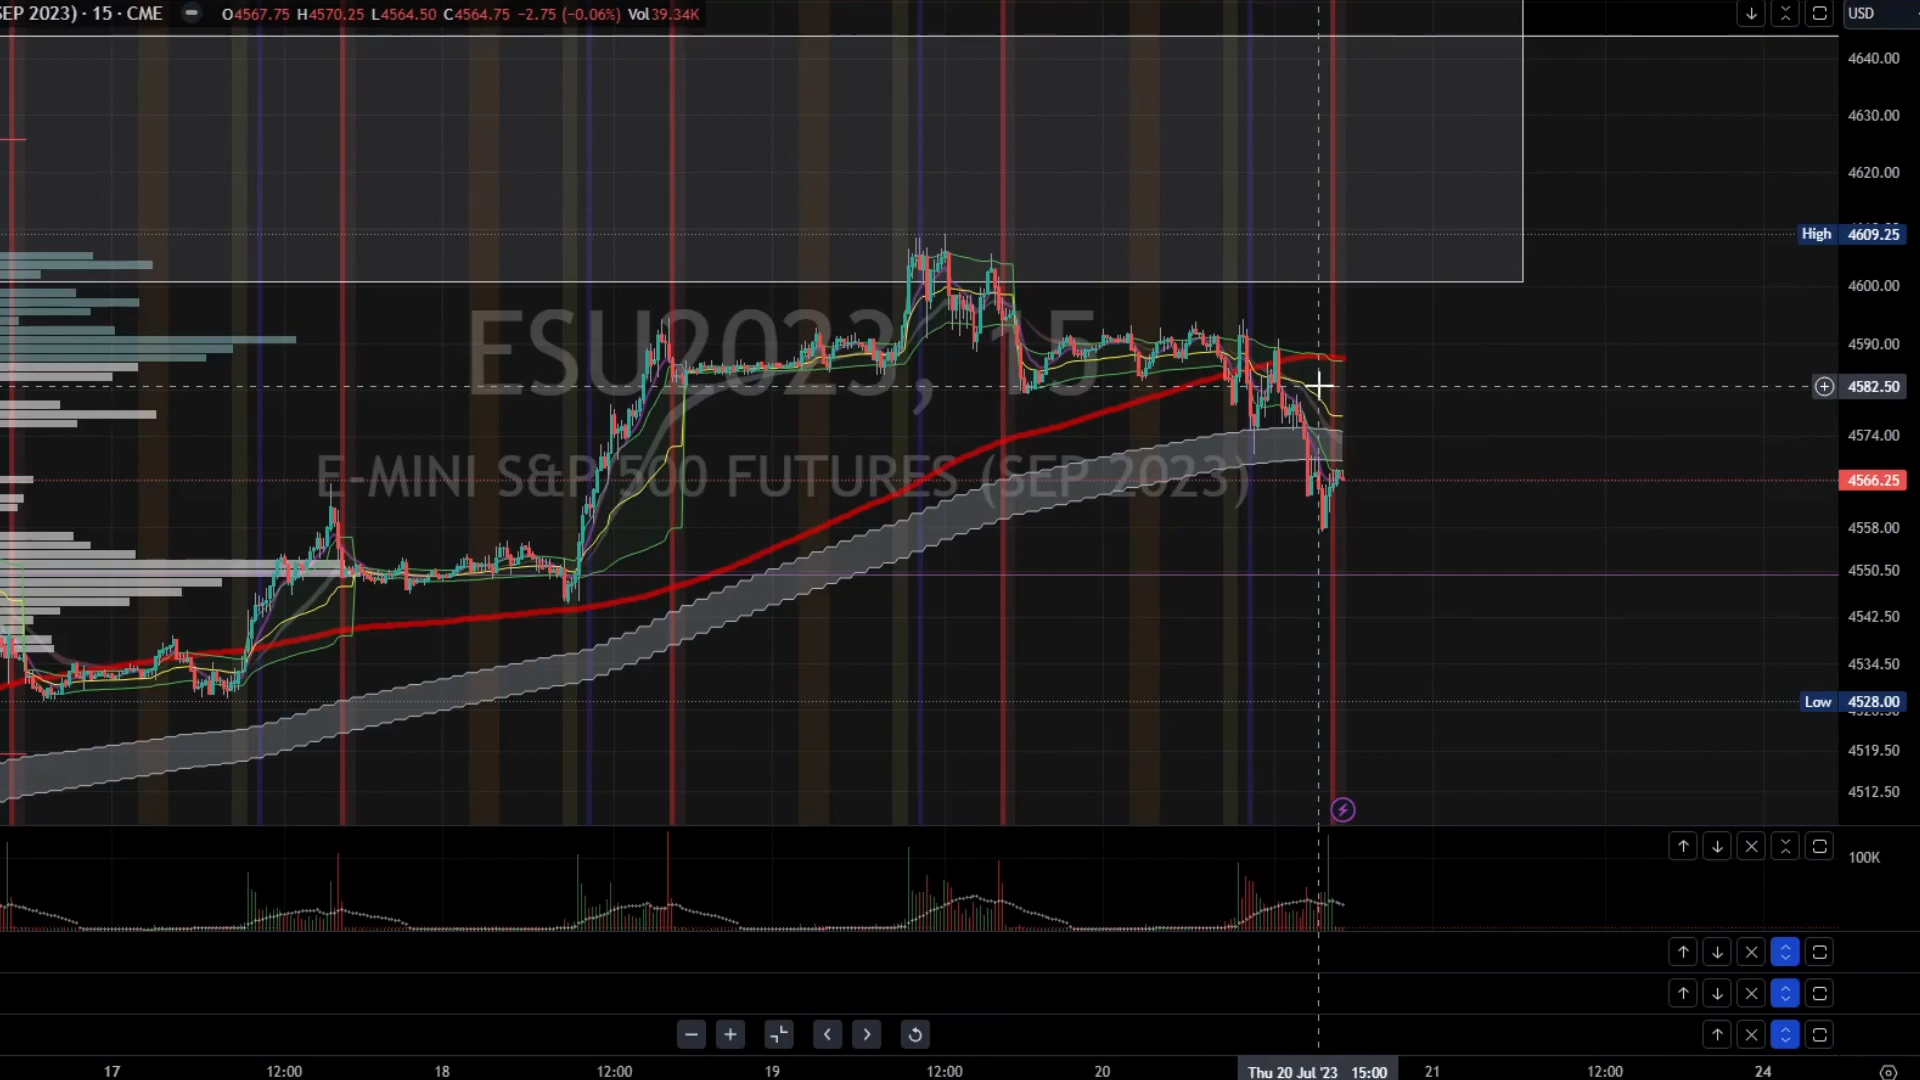 SEP 2023) · 15 · CME O4567.75 H4570.25 L4564.50 C4564.75 −2.75 (−0.06%) Vol39.34K
USD
4640.00
4630.00
4620.00
High 4609.25
4600.00
ESU2023, 15
4590.00
4582.50
4574.00
E-MINI S&P 500 FUTURES (SEP 2023)
4566.25
4558.00
4550.50
4542.50
4534.50
Low 4528.00
4519.50
4512.50
100K
17 12:00 18 12:00 19 12:00 20 Thu 20 Jul '23 15:00 21 12:00 24